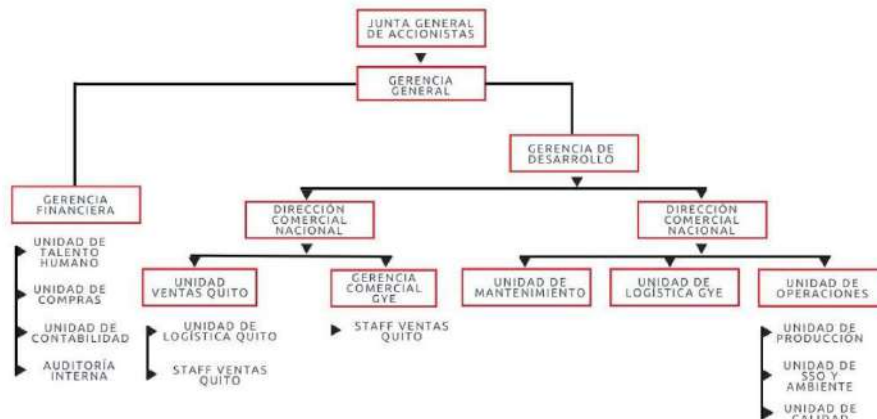 JUNTA GENERAL
DE ACCIONISTAS
GERENCIA
GENERAL
GERENCIA DE
DESARROLLO
GERENCIA
FINANCIERA
DIRECCIÓN
COMERCIAL
NACIONAL
DIRECCIÓN
COMERCIAL
NACIONAL
UNIDAD DE
TALENTO
HUMANO
UNIDAD
VENTAS QUITO
GERENCIA
COMERCIAL
GYE
UNIDAD DE
MANTENIMIENTO
UNIDAD DE
LOGÍSTICA GYE
UNIDAD DE
OPERACIONES
UNIDAD DE
COMPRAS
UNIDAD DE
CONTABILIDAD
AUDITORÍA
INTERNA
UNIDAD DE
LOGÍSTICA QUITO
STAFF VENTAS
QUITO
STAFF VENTAS
QUITO
UNIDAD DE
PRODUCCIÓN
UNIDAD DE
SSO Y
AMBIENTE
UNIDAD DE
CALIDAD